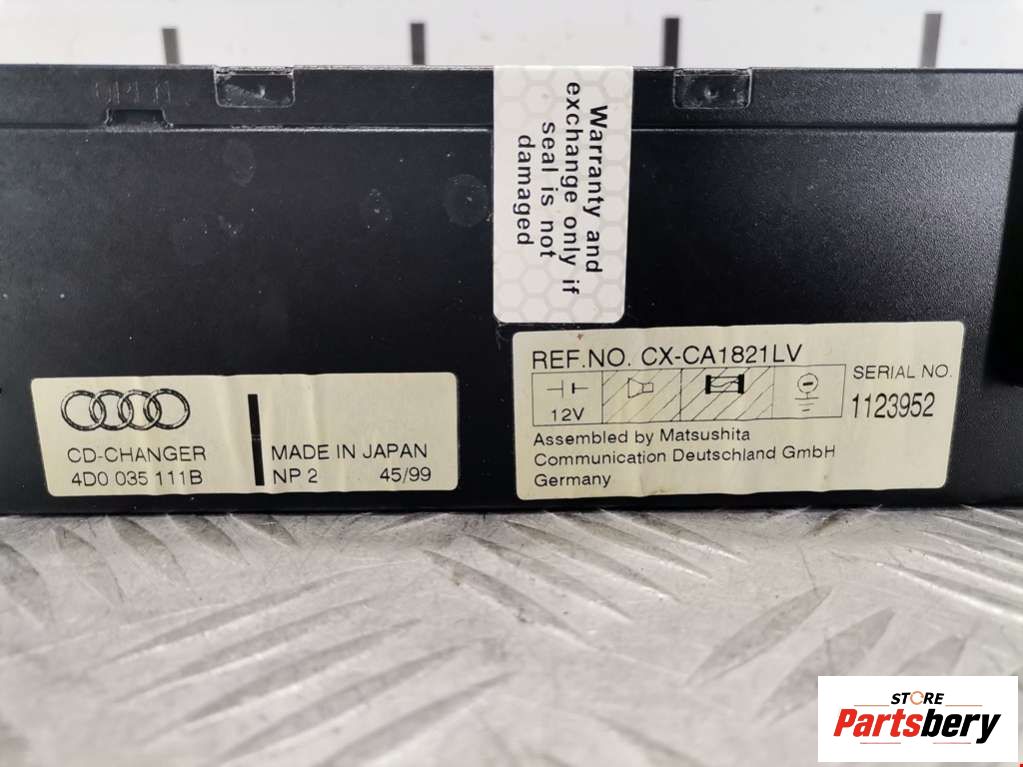 OPEN
Warranty and
exchange only if
seal is not
damaged
REF.NO. CX-CA1821LV
12V
SERIAL NO.
1123952
Assembled by Matsushita
Communication Deutschland GmbH
Germany
CD-CHANGER
4D0 035 111B
MADE IN JAPAN
NP 2 45/99
STORE
Partsbery